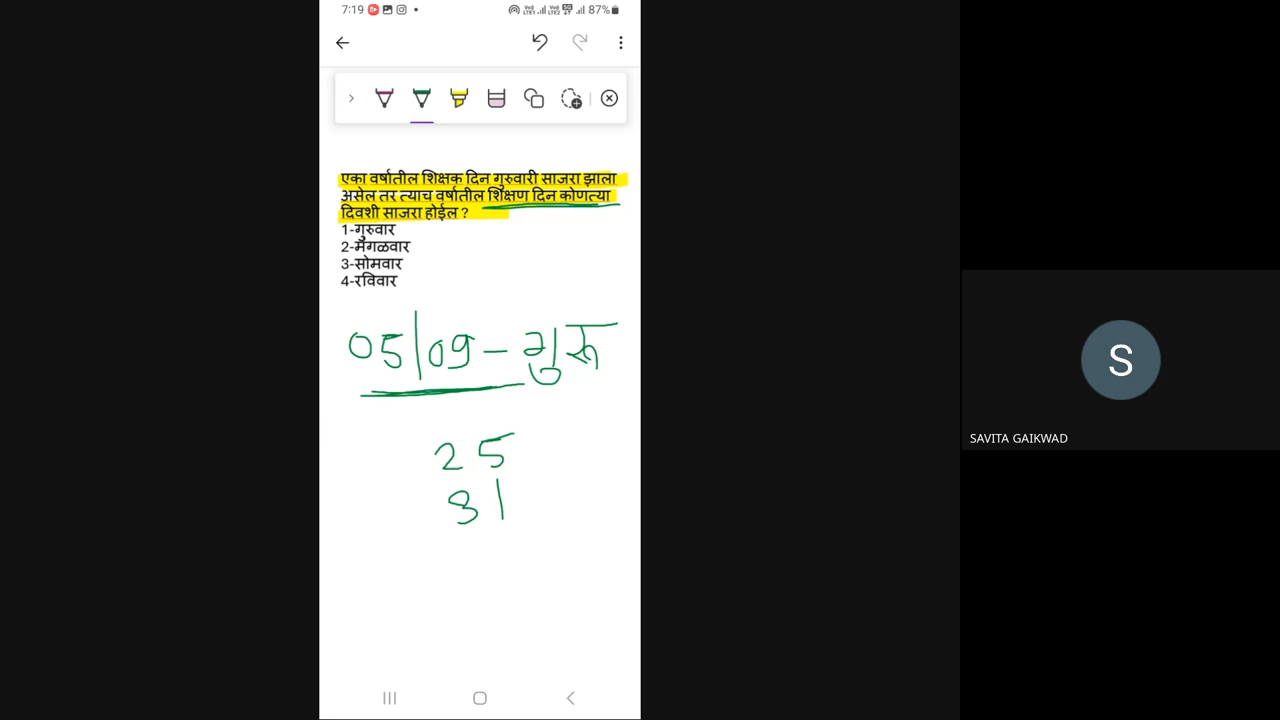 7:19 87%
एका वर्षातील शिक्षक दिन गुरुवारी साजरा झाला
असेल तर त्याच वर्षातील शिक्षण दिन कोणत्या
दिवशी साजरा होईल ?
1-गुरुवार
2-मंगळवार
3-सोमवार
4-रविवार
05|09 - गुरू
25
31
S
SAVITA GAIKWAD